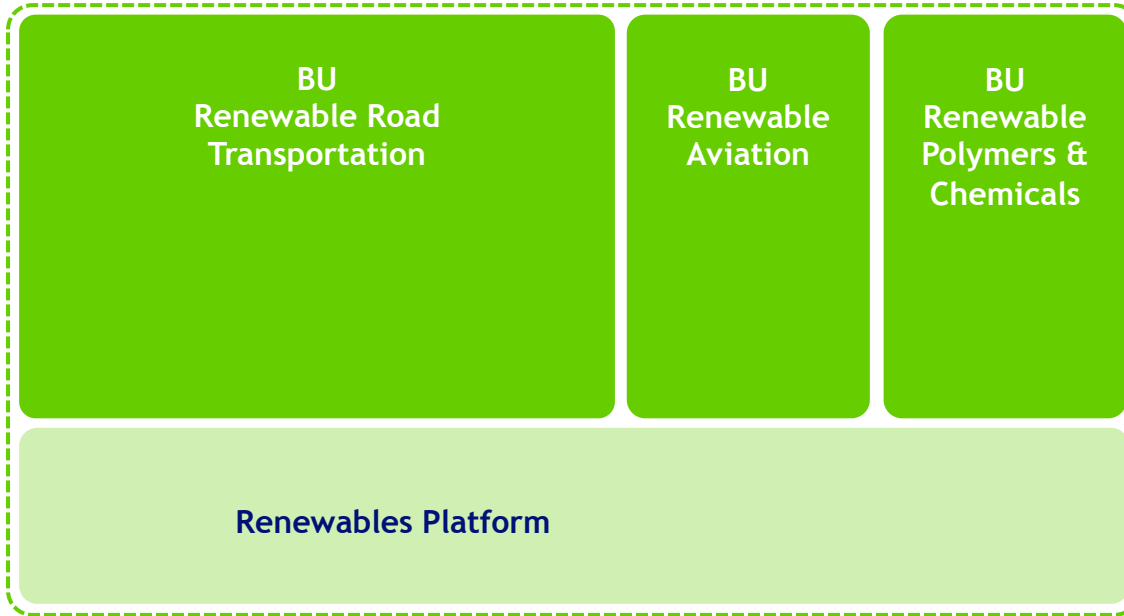 BU
Renewable Road
Transportation
BU
Renewable
Aviation
BU
Renewable
Polymers &
Chemicals
Renewables Platform